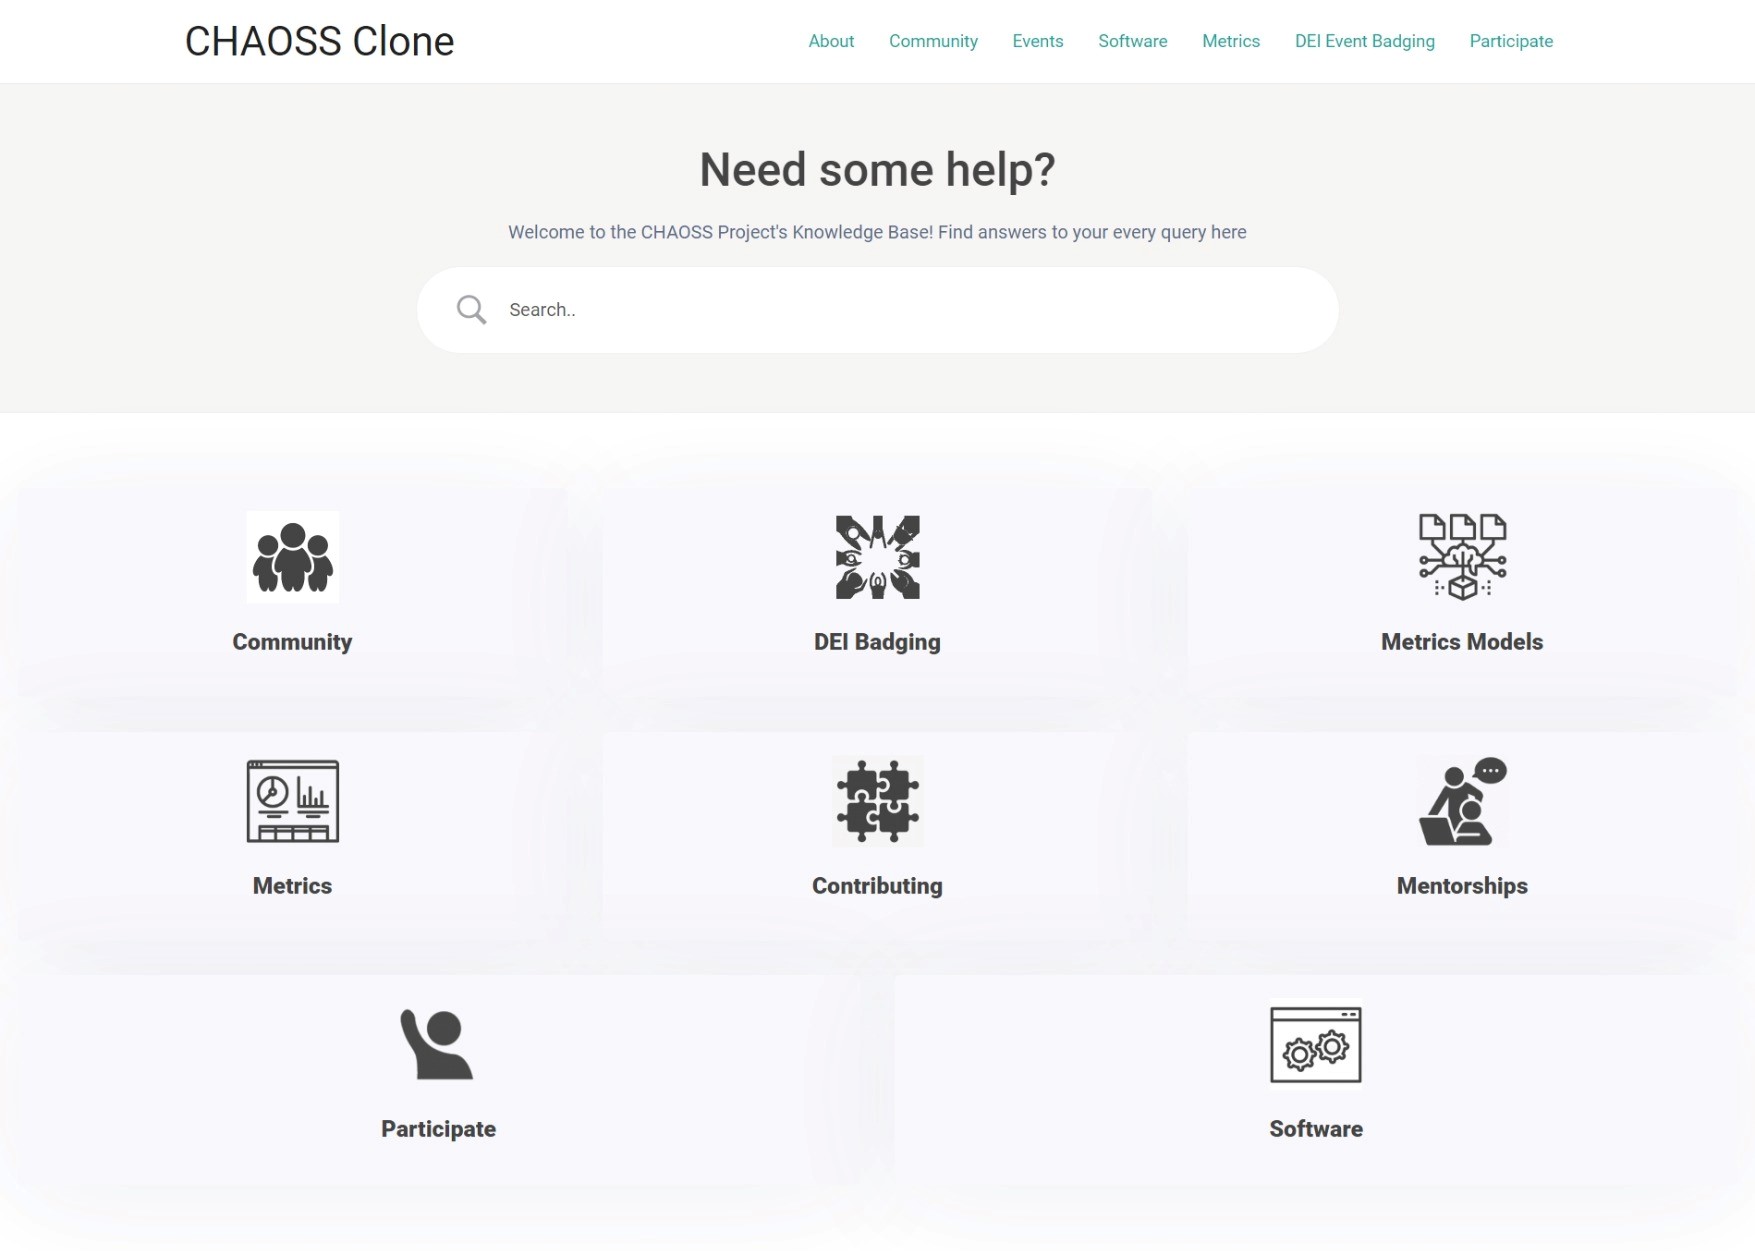 CHAOSS Clone
About Community Events Software Metrics DEI Event Badging Participate
Need some help?
Welcome to the CHAOSS Project's Knowledge Base! Find answers to your every query here
Search..
Community DEI Badging Metrics Models
Metrics Contributing Mentorships
Participate Software